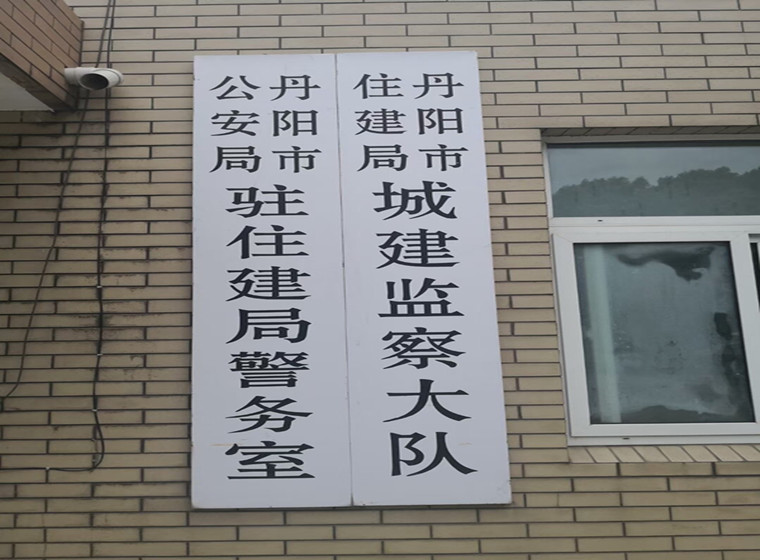 丹阳市
住建局
城建监察大队
丹阳市
公安局
驻住建局警务室